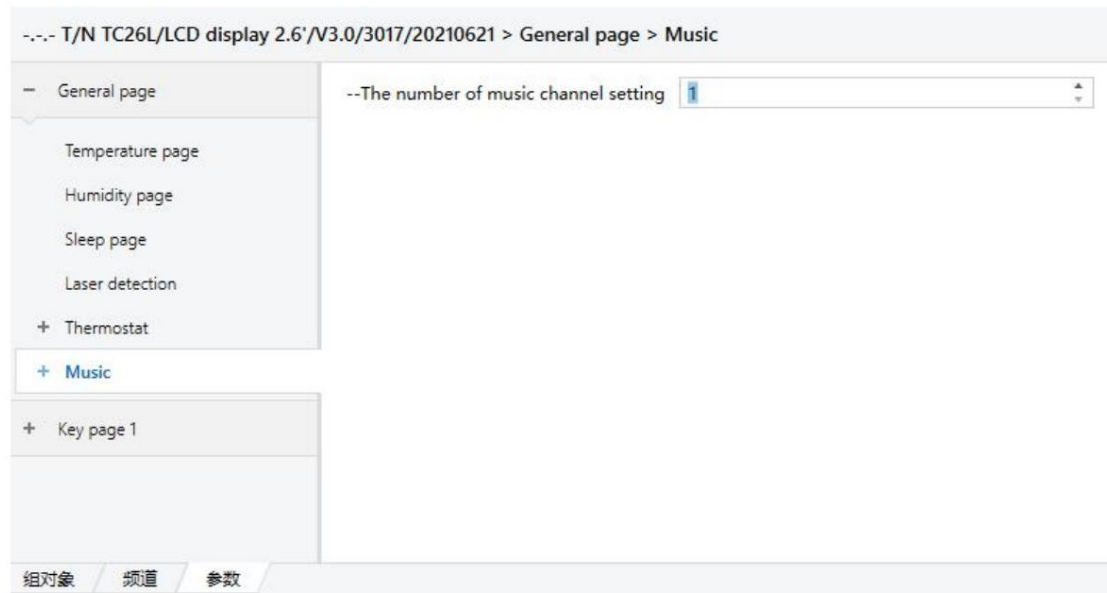 -.-.- T/N TC26L/LCD display 2.6'/V3.0/3017/20210621 > General page > Music
− General page
--The number of music channel setting 1
Temperature page
Humidity page
Sleep page
Laser detection
+ Thermostat
+ Music
+ Key page 1
组对象 / 频道 / 参数